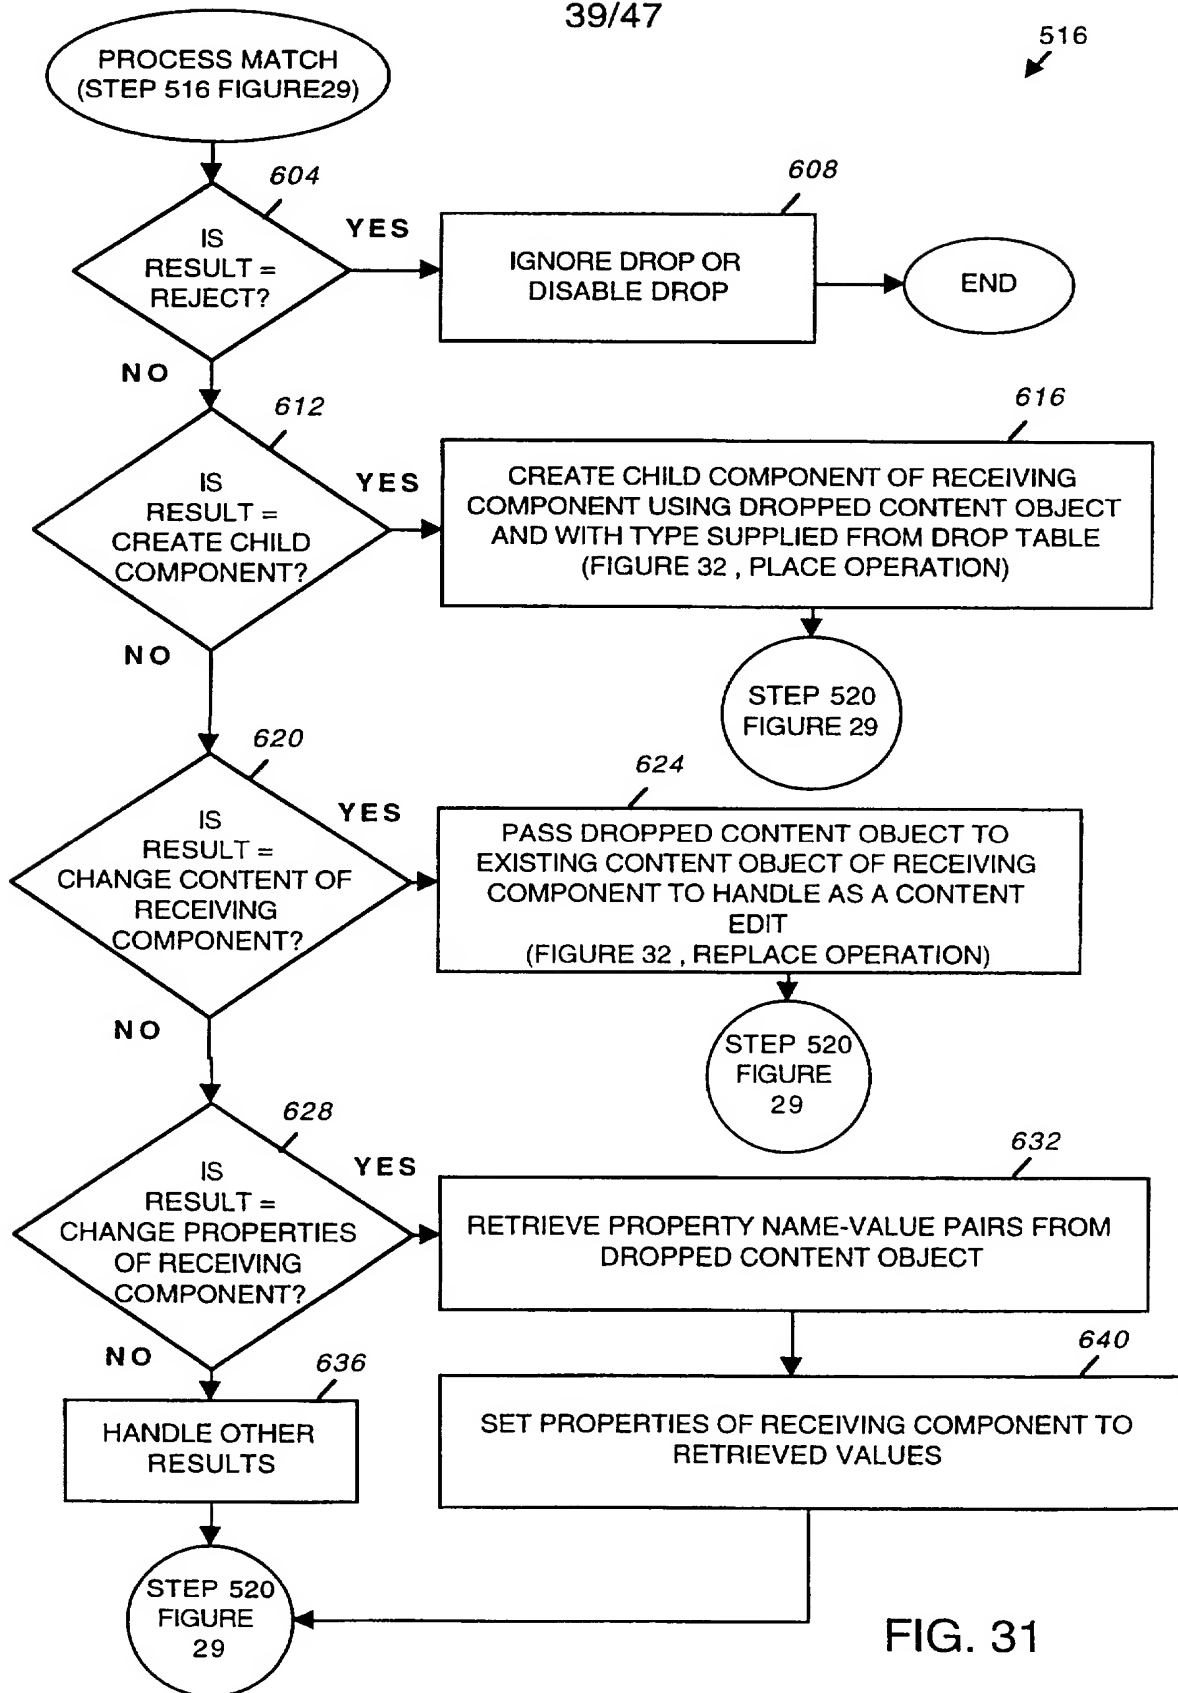 39/47
516
PROCESS MATCH
(STEP 516 FIGURE29)
604
IS
RESULT =
REJECT?
YES
608
IGNORE DROP OR
DISABLE DROP
END
NO
612
IS
RESULT =
CREATE CHILD
COMPONENT?
YES
616
CREATE CHILD COMPONENT OF RECEIVING
COMPONENT USING DROPPED CONTENT OBJECT
AND WITH TYPE SUPPLIED FROM DROP TABLE
(FIGURE 32 , PLACE OPERATION)
STEP 520
FIGURE 29
NO
620
IS
RESULT =
CHANGE CONTENT OF
RECEIVING
COMPONENT?
YES
624
PASS DROPPED CONTENT OBJECT TO
EXISTING CONTENT OBJECT OF RECEIVING
COMPONENT TO HANDLE AS A CONTENT
EDIT
(FIGURE 32 , REPLACE OPERATION)
STEP 520
FIGURE
29
NO
628
IS
RESULT =
CHANGE PROPERTIES
OF RECEIVING
COMPONENT?
YES
632
RETRIEVE PROPERTY NAME-VALUE PAIRS FROM
DROPPED CONTENT OBJECT
640
SET PROPERTIES OF RECEIVING COMPONENT TO
RETRIEVED VALUES
NO
636
HANDLE OTHER
RESULTS
STEP 520
FIGURE
29
FIG. 31